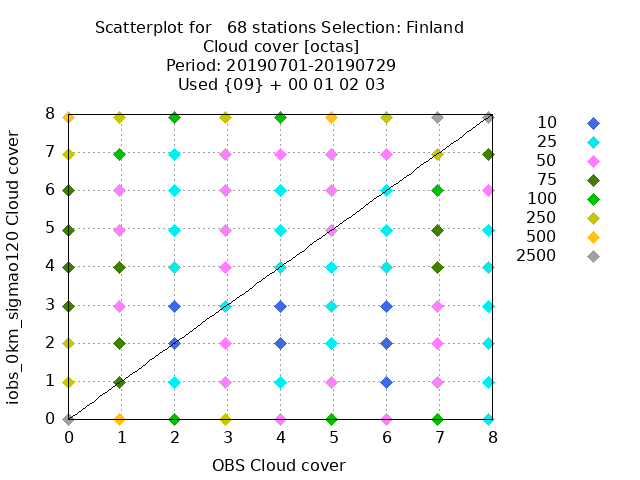 Scatterplot for   68 stations Selection: Finland
Cloud cover [octas]
Period: 20190701-20190729
Used {09} + 00 01 02 03
iobs_0km_sigmao120 Cloud cover
8
7
6
5
4
3
2
1
0
0 1 2 3 4 5 6 7 8
OBS Cloud cover
10
25
50
75
100
250
500
2500